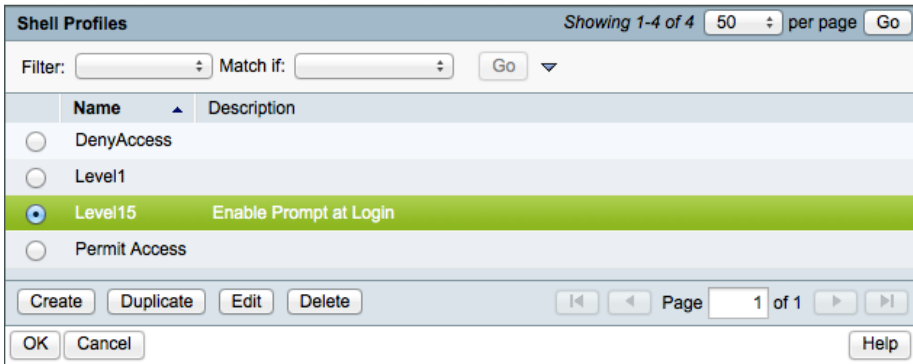 Shell Profiles Showing 1-4 of 4 50 per page Go
Filter: Match if: Go
Name Description
DenyAccess
Level1
Level15 Enable Prompt at Login
Permit Access
Create Duplicate Edit Delete Page 1 of 1
OK Cancel Help